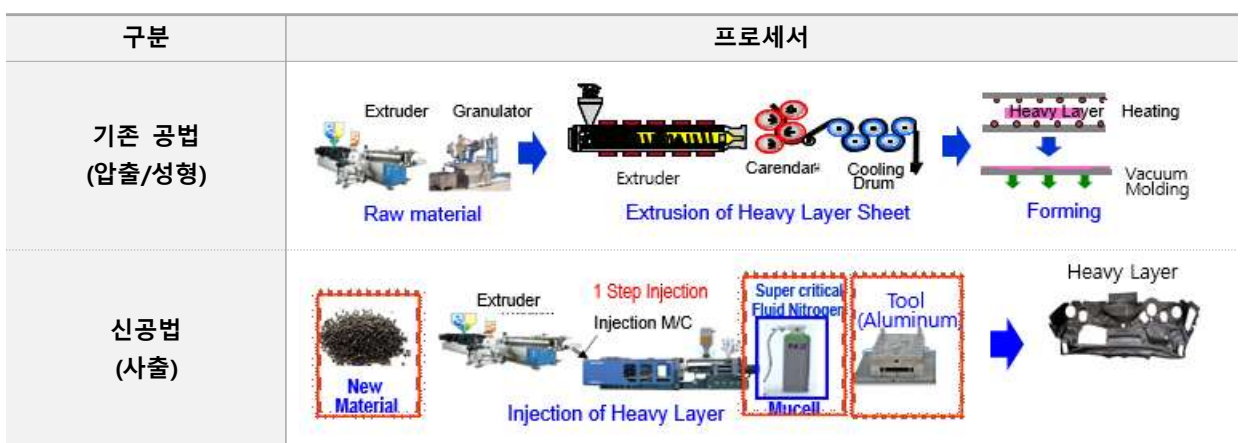 구분
프로세서
기존 공법
(압출/성형)
Extruder
Granulator
Raw material
Extruder
Carendar
Cooling
Drum
Extrusion of Heavy Layer Sheet
Heavy Layer
Heating
Vacuum
Molding
Forming
신공법
(사출)
New
Material
Extruder
1 Step Injection
Injection M/C
Injection of Heavy Layer
Super critical
Fluid Nitrogen
Mucell
Tool
(Aluminum)
Heavy Layer